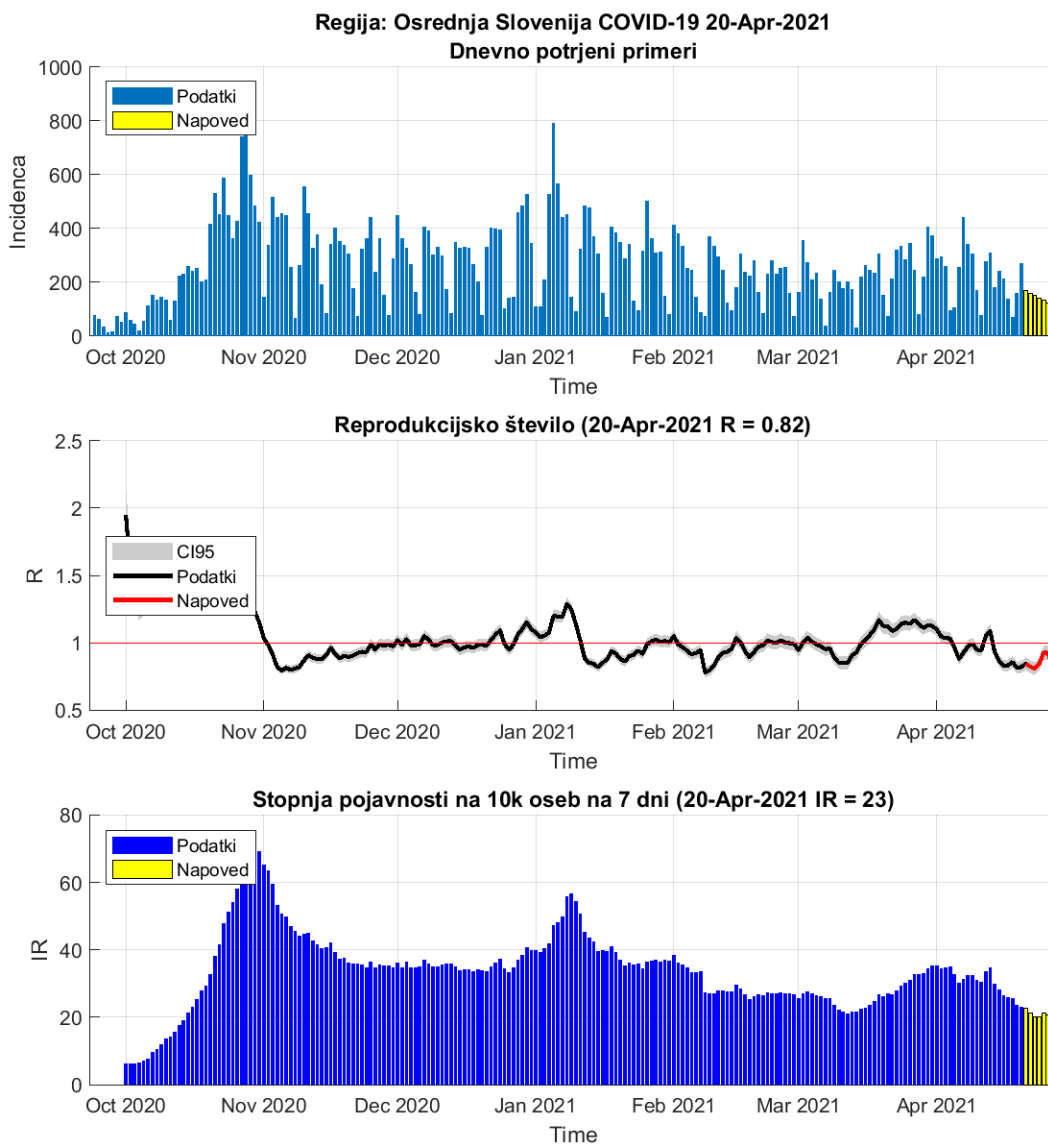 Regija: Osrednja Slovenija COVID-19 20-Apr-2021
Dnevno potrjeni primeri
1000
800
600
400
200
0
Incidenca
Podatki
Napoved
Oct 2020
Nov 2020
Dec 2020
Jan 2021
Feb 2021
Mar 2021
Apr 2021
Time
Reprodukcijsko število (20-Apr-2021 R = 0.82)
2.5
2
1.5
1
0.5
R
CI95
Podatki
Napoved
Oct 2020
Nov 2020
Dec 2020
Jan 2021
Feb 2021
Mar 2021
Apr 2021
Time
Stopnja pojavnosti na 10k oseb na 7 dni (20-Apr-2021 IR = 23)
80
60
40
20
0
IR
Podatki
Napoved
Oct 2020
Nov 2020
Dec 2020
Jan 2021
Feb 2021
Mar 2021
Apr 2021
Time